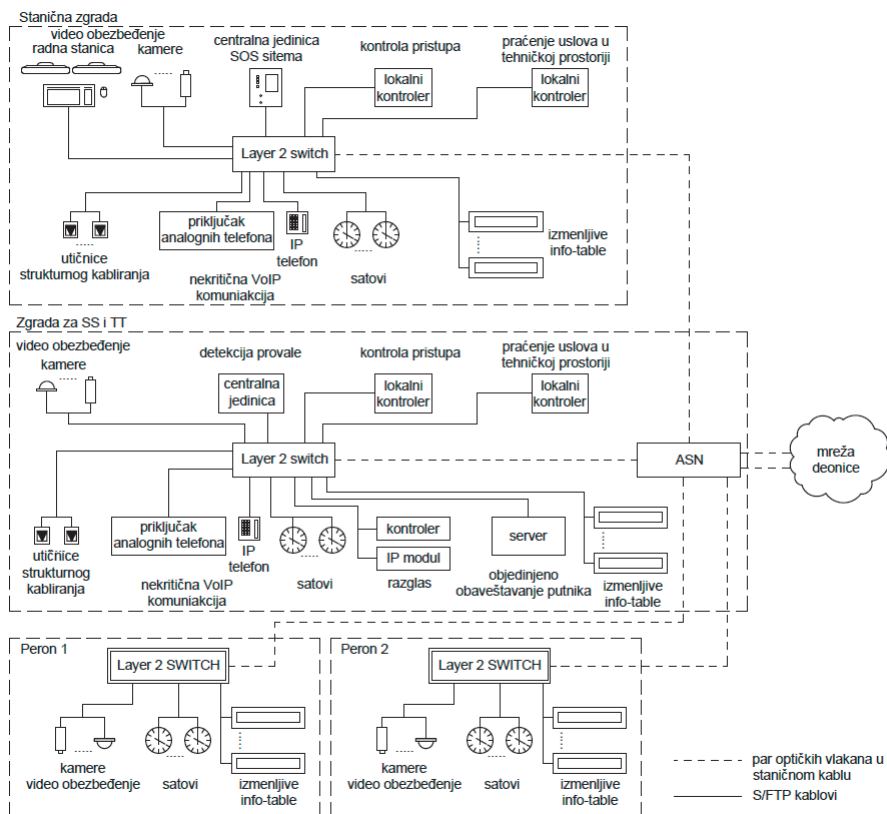 Stanična zgrada
video obezbeđenje
radna stanica
kamere
centralna jedinica
SOS sitema
kontrola pristupa
lokalni
kontroler
praćenje uslova u
tehničkoj prostoriji
lokalni
kontroler
Layer 2 switch
utičnice
strukturnog kabliranja
priključak
analognih telefona
IP
telefon
nekritična VoIP
komuniakcija
satovi
izmenljive
info-table
Zgrada za SS i TT
video obezbeđenje
kamere
detekcija provale
centralna
jedinica
kontrola pristupa
lokalni
kontroler
praćenje uslova u
tehničkoj prostoriji
lokalni
kontroler
Layer 2 switch
ASN
mreža
deonice
utičnice
strukturnog
kabliranja
priključak
analognih telefona
IP
telefon
nekritična VoIP
komuniakcija
satovi
kontroler
IP modul
razglas
server
objedinjeno
obaveštavanje putnika
izmenljive
info-table
Peron 1
Layer 2 SWITCH
kamere
video obezbeđenje
satovi
izmenljive
info-table
Peron 2
Layer 2 SWITCH
kamere
video obezbeđenje
satovi
izmenljive
info-table
par optičkih vlakana u
staničnom kablu
S/FTP kablovi